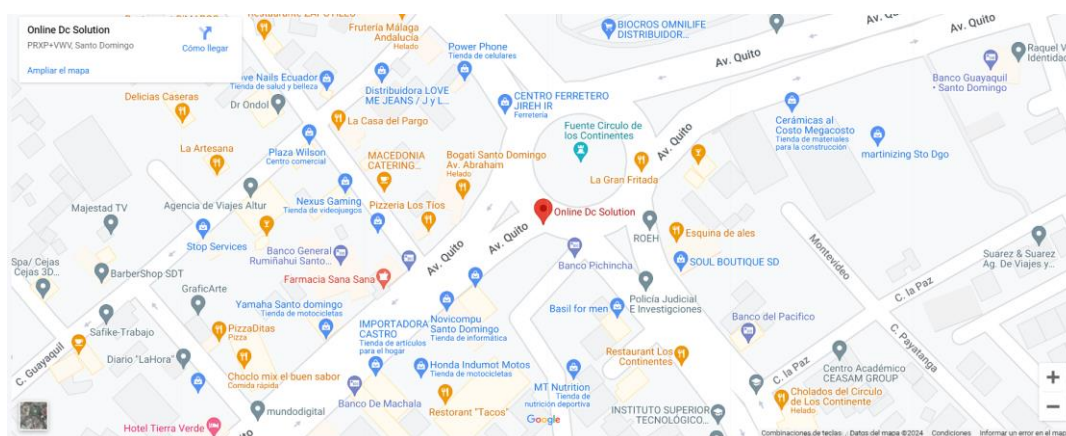 Online Dc Solution
PRXP+VWV, Santo Domingo
Cómo llegar
Ampliar el mapa
Restaurante
Frutería Málaga
Andalucía
Helado
Power Phone
Tienda de celulares
BIOCROS OMNILIFE
DISTRIBUIDOR...
Av. Quito
Av. Quito
Raquel V
Identidad
Banco Guayaquil
• Santo Domingo
ove Nails Ecuador
Tienda de salud y belleza
Distribuidora LOVE
ME JEANS / J y L...
Delicias Caseras
Dr Ondol
CENTRO FERRETERO
JIREH IR
Ferretería
La Casa del Pargo
Fuente Circulo de
los Continentes
Av. Quito
Cerámicas al
Costo Megacosto
Tienda de materiales
para la construcción
martinizing Sto Dgo
La Artesana
Plaza Wilson
Centro comercial
MACEDONIA
CATERING...
Bogati Santo Domingo
Av. Abraham
Helado
La Gran Fritada
Majestad TV
Agencia de Viajes Altur
Nexus Gaming
Tienda de videojuegos
Pizzeria Los Tíos
Online Dc Solution
Av. Quito
ROEH
Esquina de ales
Montevideo
Stop Services
Banco General
Rumiñahui Santo...
Av. Quito
Banco Pichincha
SOUL BOUTIQUE SD
Suarez & Suarez
Ag. De Viajes y...
Spa/ Cejas
Cejas 3D...
BarberShop SDT
Farmacia Sana Sana
GraficArte
Policía Judicial
E Investigciones
C. la Paz
Yamaha Santo domingo
Tienda de motocicletas
Novicompu
Santo Domingo
Tienda de informática
Basil for men
Banco del Pacifico
Safike-Trabajo
PizzaDitas
Pizza
IMPORTADORA
CASTRO
Tienda de artículos
para el hogar
C. Payatanga
C. Guayaquil
Diario "LaHora"
Honda Indumot Motos
Tienda de motocicletas
Restaurant Los
Continentes
C. la Paz
Centro Académico
CEASAM GROUP
Choclo mix el buen sabor
Comida rápida
MT Nutrition
Tienda de
nutrición deportiva
Cholados del Circulo
de Los Continente
Helado
Banco De Machala
Restorant "Tacos"
mundodigital
Google
INSTITUTO SUPERIOR
TECNOLÓGICO...
Hotel Tierra Verde
Av. Quito
+
−
Combinaciones de teclas
Datos del mapa ©2024
Condiciones
Informar un error en el map